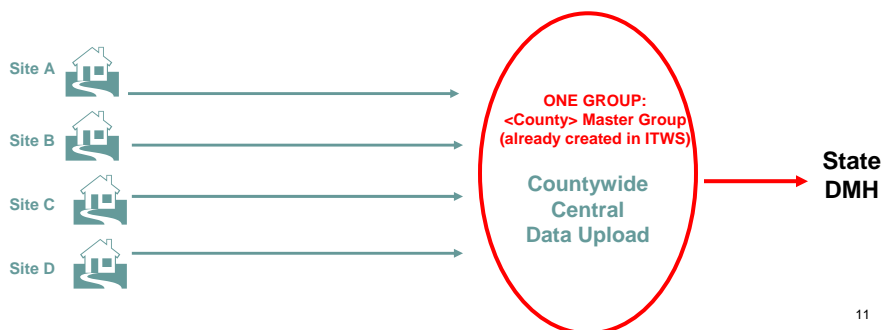 Site A
Site B
Site C
Site D
ONE GROUP:
<County> Master Group
(already created in ITWS)
Countywide
Central
Data Upload
State
DMH
11